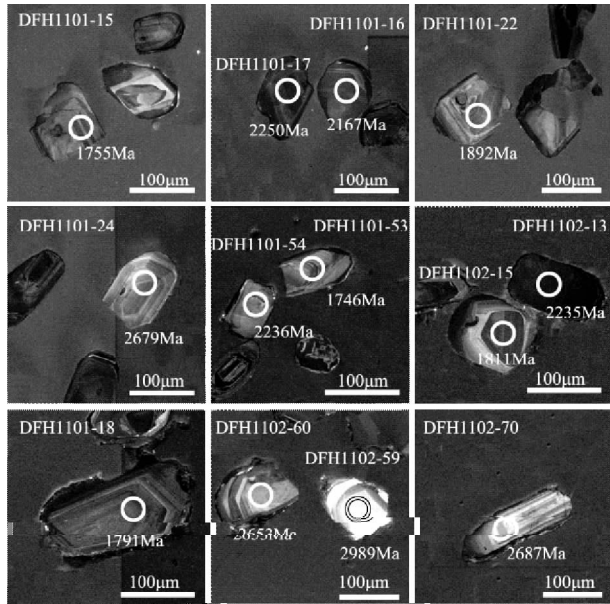 DFH1101-15
1755Ma
100μm
DFH1101-16
DFH1101-17
2250Ma
2167Ma
100μm
DFH1101-22
1892Ma
100μm
DFH1101-24
2679Ma
100μm
DFH1101-53
DFH1101-54
1746Ma
2236Ma
100μm
DFH1102-13
DFH1102-15
2235Ma
1811Ma
100μm
DFH1101-18
1791Ma
100μm
DFH1102-60
DFH1102-59
2989Ma
100μm
DFH1102-70
2687Ma
100μm